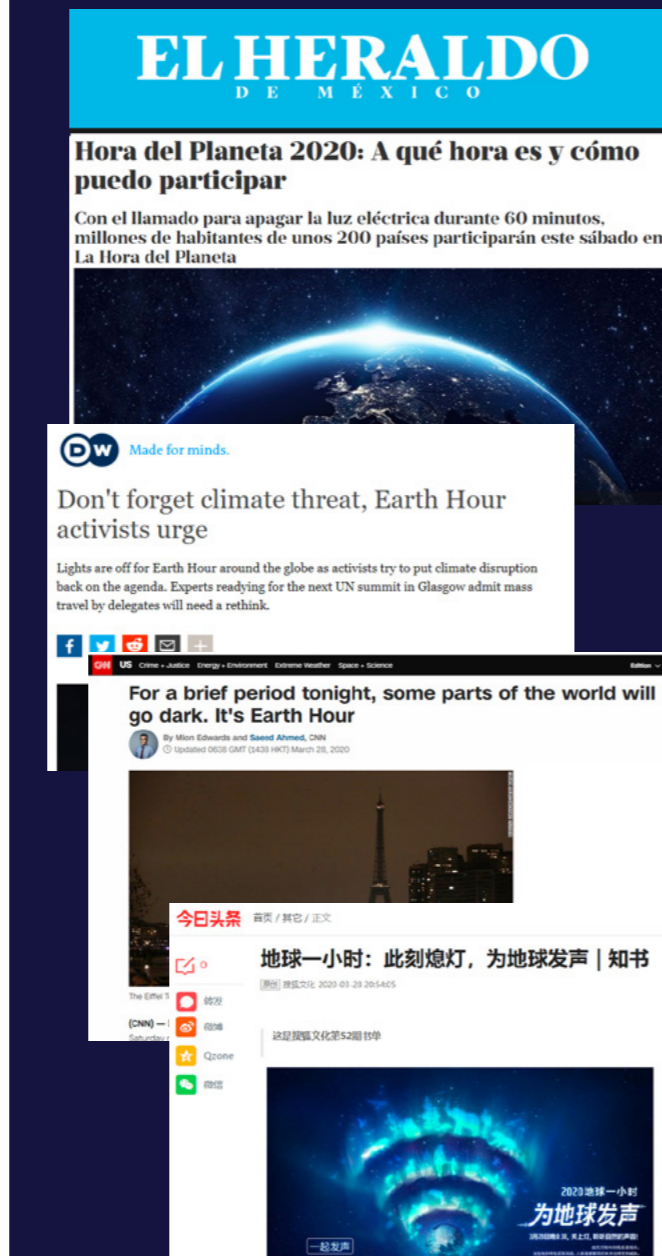 EL HERALDO
DE MÉXICO
Hora del Planeta 2020: A qué hora es y cómo
puedo participar
Con el llamado para apagar la luz eléctrica durante 60 minutos,
millones de habitantes de unos 200 países participarán este sábado en
La Hora del Planeta
DW Made for minds.
Don't forget climate threat, Earth Hour
activists urge
Lights are off for Earth Hour around the globe as activists try to put climate disruption
back on the agenda. Experts readying for the next UN summit in Glasgow admit mass
travel by delegates will need a rethink.
CNN US Crime + Justice Energy + Environment Extreme Weather Space + Science Edition
For a brief period tonight, some parts of the world will
go dark. It's Earth Hour
By Mion Edwards and Saeed Ahmed, CNN
Updated 0638 GMT (1438 HKT) March 28, 2020
The Eiffel T
(CNN) —
Saturday
今日头条 首页 / 其它 / 正文
地球一小时：此刻熄灯，为地球发声 | 知书
0
原创 搜狐文化 2020-03-28 20:54:05
转发
微博
Qzone
微信
这是搜狐文化第52期书单
2020地球一小时
为地球发声
一起发声